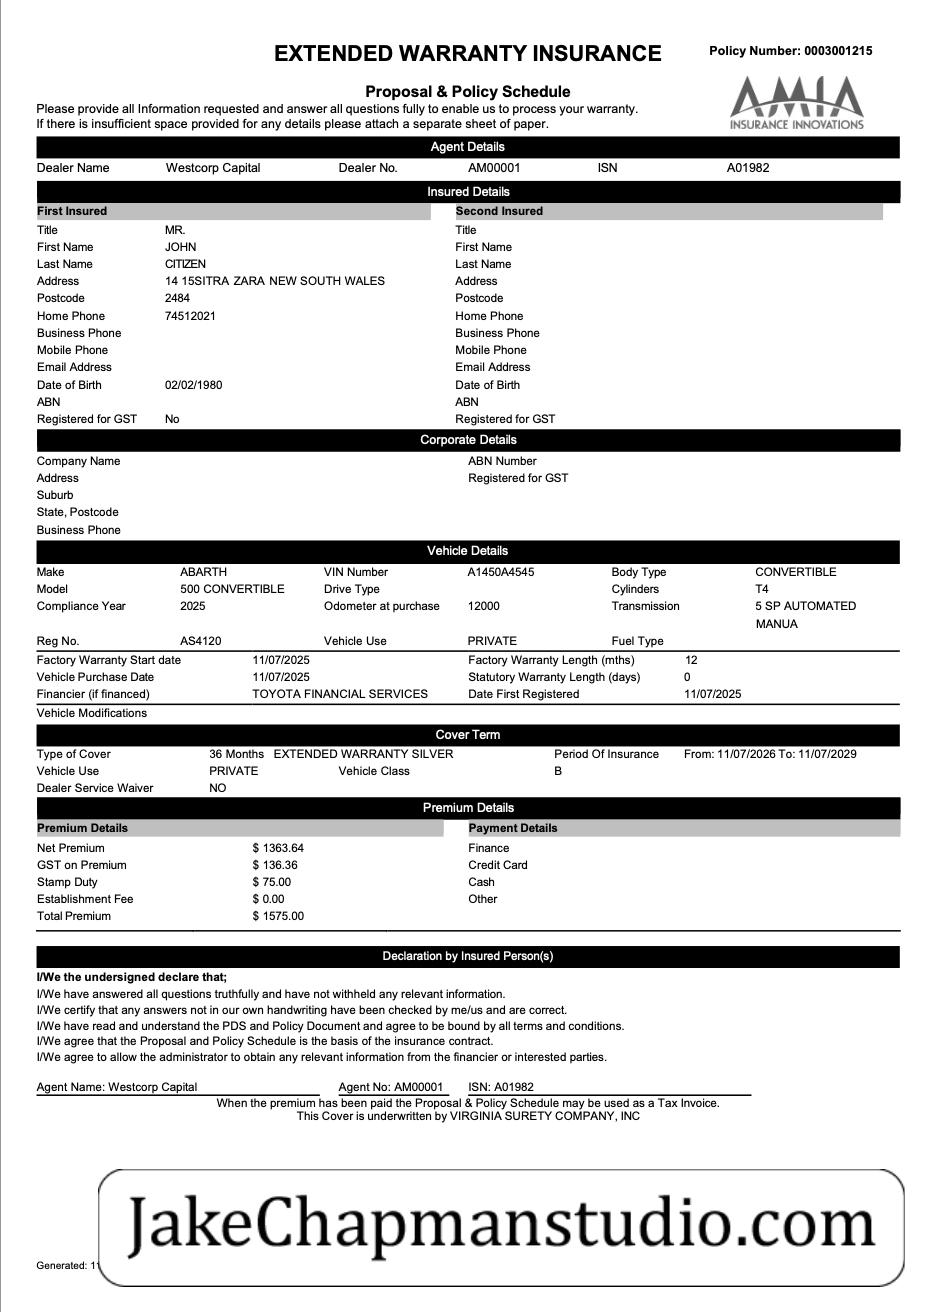 EXTENDED WARRANTY INSURANCE Policy Number: 0003001215
Proposal & Policy Schedule
Please provide all Information requested and answer all questions fully to enable us to process your warranty.
If there is insufficient space provided for any details please attach a separate sheet of paper.
AMIA
INSURANCE INNOVATIONS
Agent Details
Dealer Name Westcorp Capital Dealer No. AM00001 ISN A01982
Insured Details
First Insured Second Insured
Title MR. Title
First Name JOHN First Name
Last Name CITIZEN Last Name
Address 14 15SITRA ZARA NEW SOUTH WALES Address
Postcode 2484 Postcode
Home Phone 74512021 Home Phone
Business Phone Business Phone
Mobile Phone Mobile Phone
Email Address Email Address
Date of Birth 02/02/1980 Date of Birth
ABN ABN
Registered for GST No Registered for GST
Corporate Details
Company Name ABN Number
Address Registered for GST
Suburb
State, Postcode
Business Phone
Vehicle Details
Make ABARTH VIN Number A1450A4545 Body Type CONVERTIBLE
Model 500 CONVERTIBLE Drive Type Cylinders T4
Compliance Year 2025 Odometer at purchase 12000 Transmission 5 SP AUTOMATED
MANUA
Reg No. AS4120 Vehicle Use PRIVATE Fuel Type
Factory Warranty Start date 11/07/2025 Factory Warranty Length (mths) 12
Vehicle Purchase Date 11/07/2025 Statutory Warranty Length (days) 0
Financier (if financed) TOYOTA FINANCIAL SERVICES Date First Registered 11/07/2025
Vehicle Modifications
Cover Term
Type of Cover 36 Months EXTENDED WARRANTY SILVER Period Of Insurance From: 11/07/2026 To: 11/07/2029
Vehicle Use PRIVATE Vehicle Class B
Dealer Service Waiver NO
Premium Details
Premium Details Payment Details
Net Premium $ 1363.64 Finance
GST on Premium $ 136.36 Credit Card
Stamp Duty $ 75.00 Cash
Establishment Fee $ 0.00 Other
Total Premium $ 1575.00
Declaration by Insured Person(s)
I/We the undersigned declare that;
I/We have answered all questions truthfully and have not withheld any relevant information.
I/We certify that any answers not in our own handwriting have been checked by me/us and are correct.
I/We have read and understand the PDS and Policy Document and agree to be bound by all terms and conditions.
I/We agree that the Proposal and Policy Schedule is the basis of the insurance contract.
I/We agree to allow the administrator to obtain any relevant information from the financier or interested parties.
Agent Name: Westcorp Capital Agent No: AM00001 ISN: A01982
When the premium has been paid the Proposal & Policy Schedule may be used as a Tax Invoice.
This Cover is underwritten by VIRGINIA SURETY COMPANY, INC
JakeChapmanstudio.com
Generated: